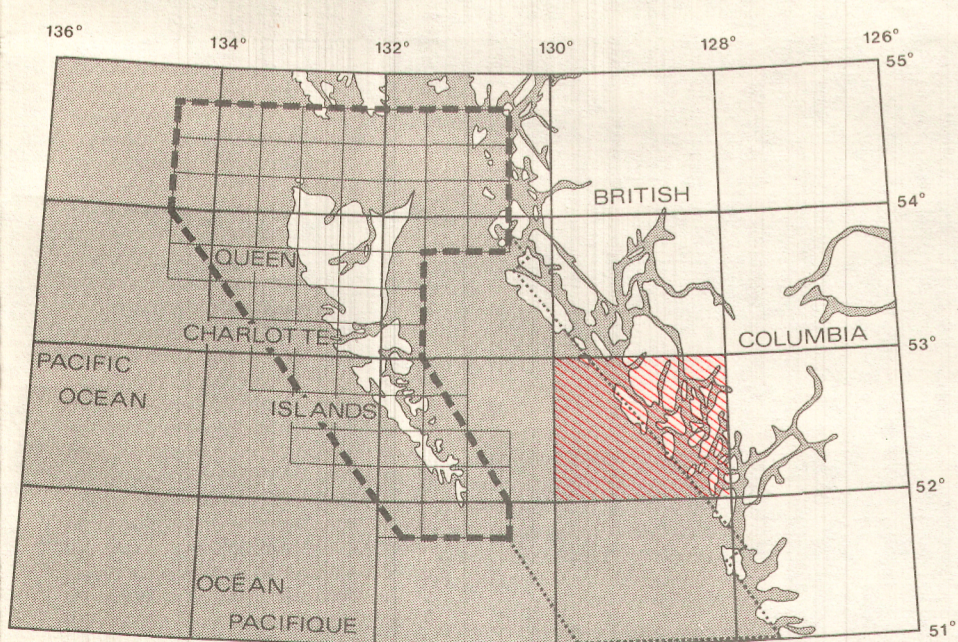 136°
134°
132°
130°
128°
126°
55°
BRITISH
54°
QUEEN
CHARLOTTE
COLUMBIA
53°
PACIFIC
OCEAN
ISLANDS
52°
OCÉAN
PACIFIQUE
51°